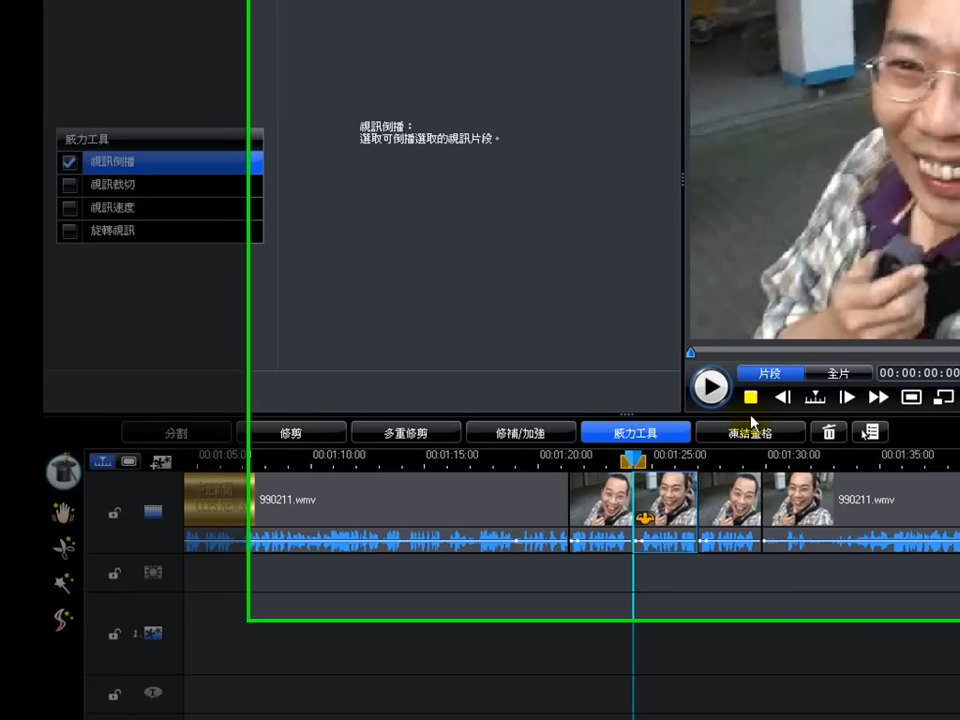 視訊倒播：
選取可倒播選取的視訊片段。
威力工具
視訊倒播
視訊裁切
視訊速度
旋轉視訊
片段 全片 00:00:00:00
分割 修剪 多重修剪 修補/加強 威力工具 凍結畫格
00:01:05:00 00:01:10:00 00:01:15:00 00:01:20:00 00:01:25:00 00:01:30:00 00:01:35:00
990211.wmv 990211.wmv
1.